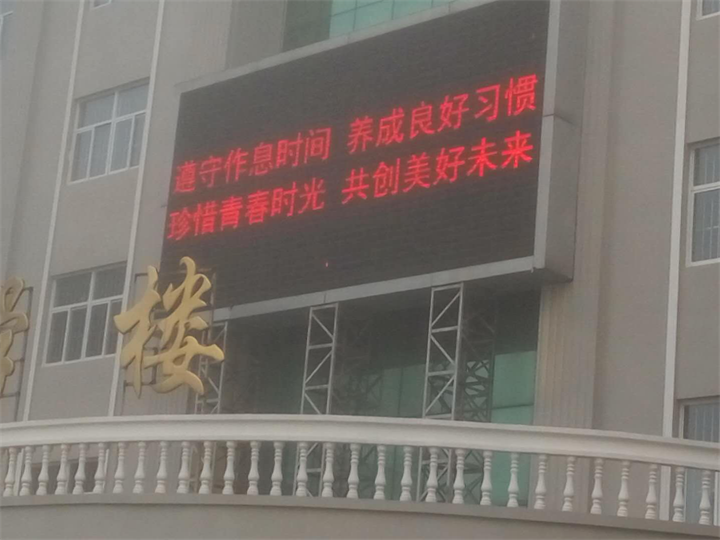 遵守作息时间 养成良好习惯
珍惜青春时光 共创美好未来
楼